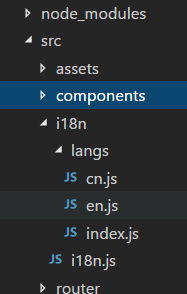 node_modules
src
assets
components
i18n
langs
JS cn.js
JS en.js
JS index.js
JS i18n.js
router